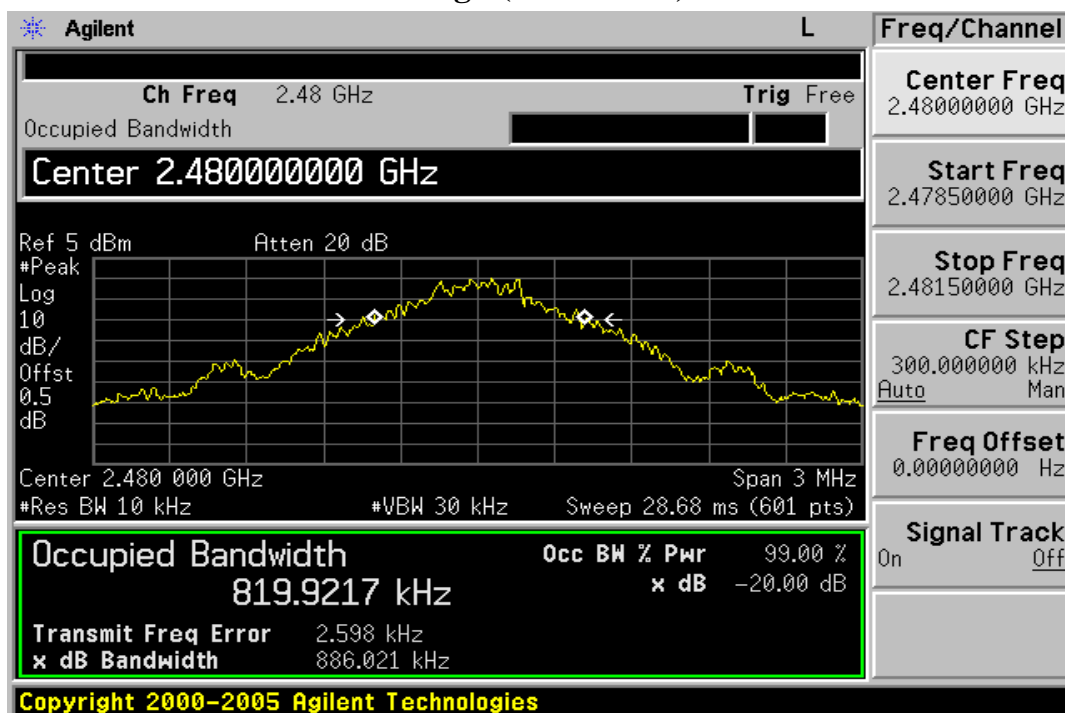 Agilent L
Freq/Channel
Ch Freq 2.48 GHz Trig Free
Occupied Bandwidth
Center 2.480000000 GHz
Ref 5 dBm Atten 20 dB
#Peak
Log
10
dB/
Offst
0.5
dB
Center 2.480 000 GHz Span 3 MHz
#Res BW 10 kHz #VBW 30 kHz Sweep 28.68 ms (601 pts)
Occupied Bandwidth
819.9217 kHz
Occ BW % Pwr 99.00 %
x dB -20.00 dB
Transmit Freq Error 2.598 kHz
x dB Bandwidth 886.021 kHz
Copyright 2000-2005 Agilent Technologies
Center Freq
2.48000000 GHz
Start Freq
2.47850000 GHz
Stop Freq
2.48150000 GHz
CF Step
300.000000 kHz
Auto Man
Freq Offset
0.00000000 Hz
Signal Track
On Off